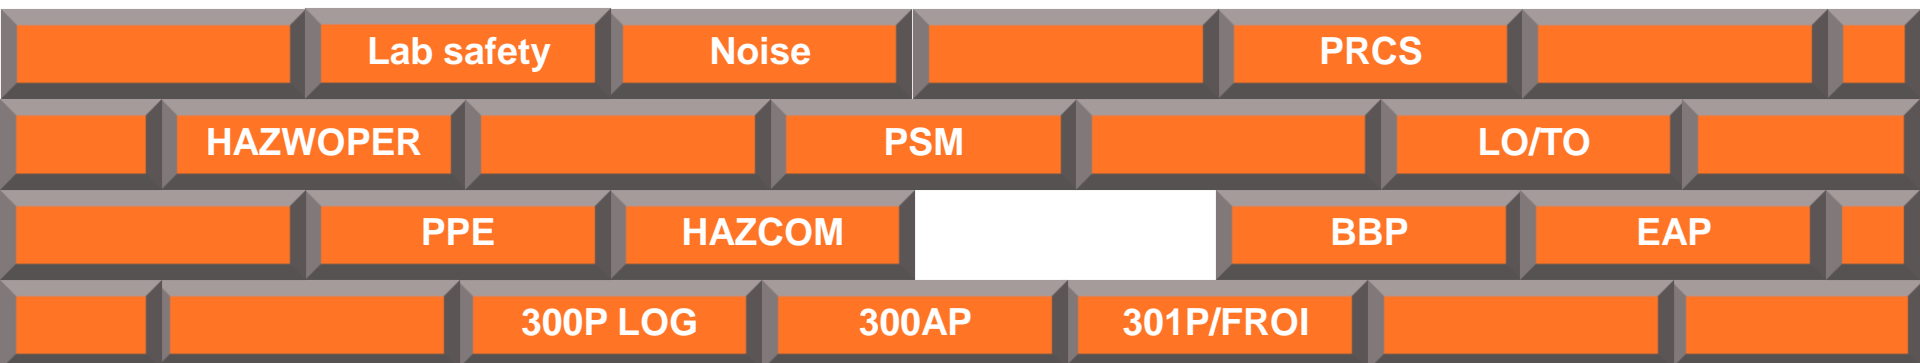 Lab safety Noise PRCS
HAZWOPER PSM LO/TO
PPE HAZCOM BBP EAP
300P LOG 300AP 301P/FROI